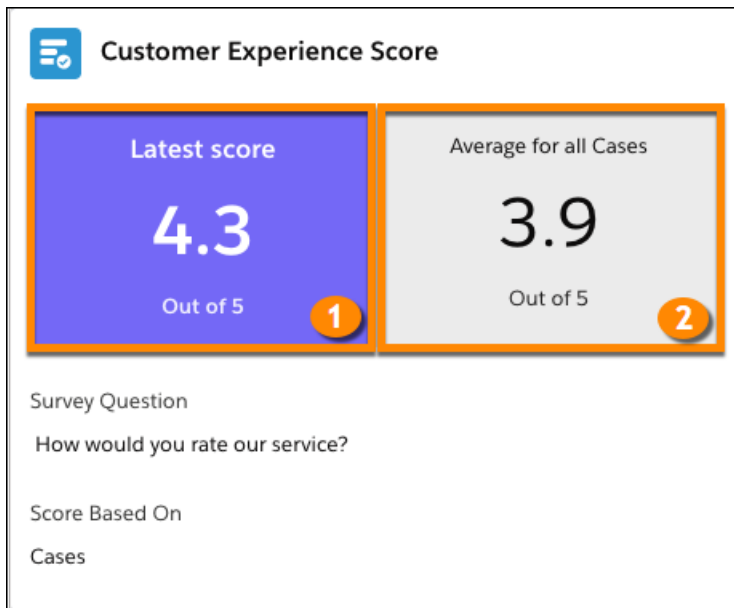 Customer Experience Score
Latest score
4.3
Out of 5
1
Average for all Cases
3.9
Out of 5
2
Survey Question
How would you rate our service?
Score Based On
Cases